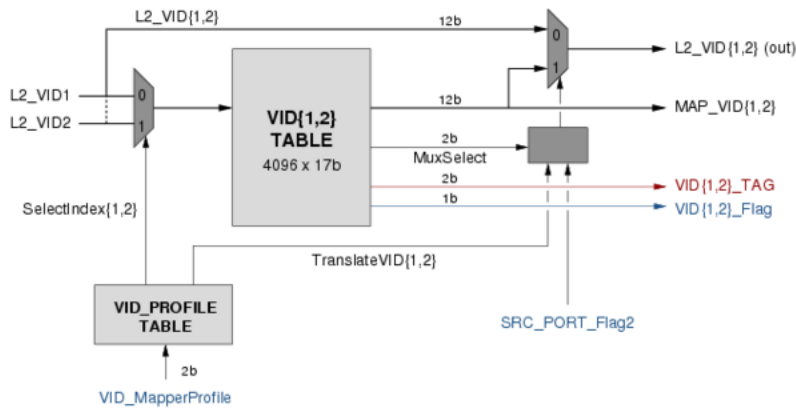 L2_VID{1,2}
12b
0
L2_VID{1,2} (out)
1
L2_VID1
0
12b
MAP_VID{1,2}
L2_VID2
1
VID{1,2}
TABLE
4096 x 17b
2b
MuxSelect
2b
VID{1,2}_TAG
1b
VID{1,2}_Flag
SelectIndex{1,2}
TranslateVID{1,2}
VID_PROFILE
TABLE
SRC_PORT_Flag2
2b
VID_MapperProfile